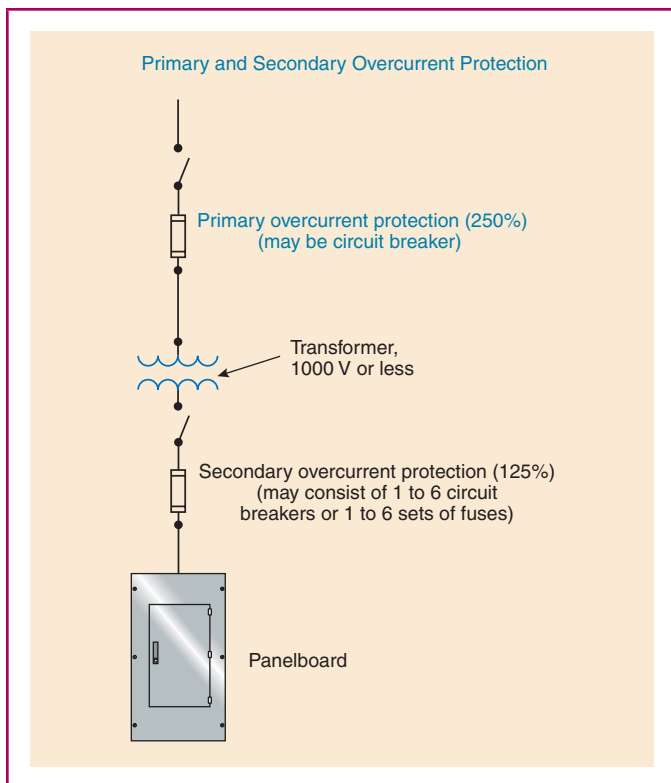 Primary and Secondary Overcurrent Protection
Primary overcurrent protection (250%)
(may be circuit breaker)
Transformer,
1000 V or less
Secondary overcurrent protection (125%)
(may consist of 1 to 6 circuit
breakers or 1 to 6 sets of fuses)
Panelboard